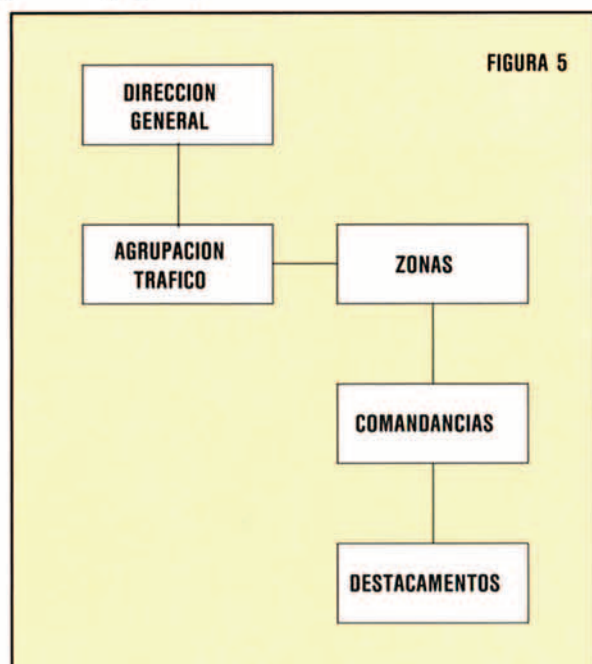 FIGURA 5
DIRECCION
GENERAL
AGRUPACION
TRAFICO
ZONAS
COMANDANCIAS
DESTACAMENTOS